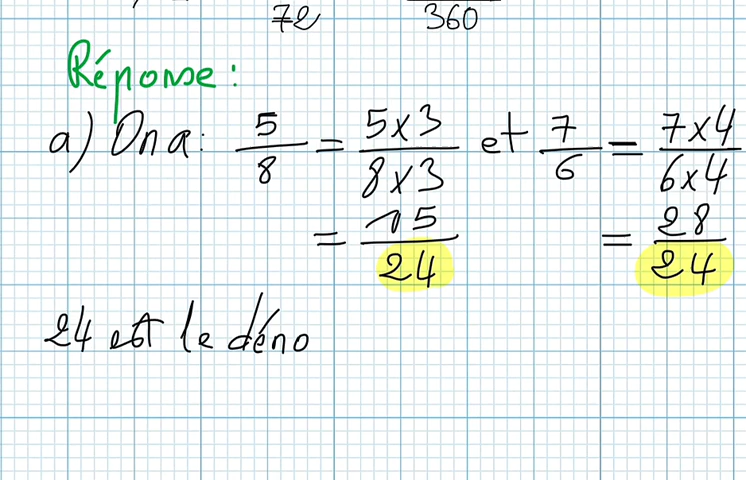 72 360
Réponse :
a) On a : 5/8 = 5x3/8x3 et 7/6 = 7x4/6x4
= 15/24 = 28/24
24 est le déno